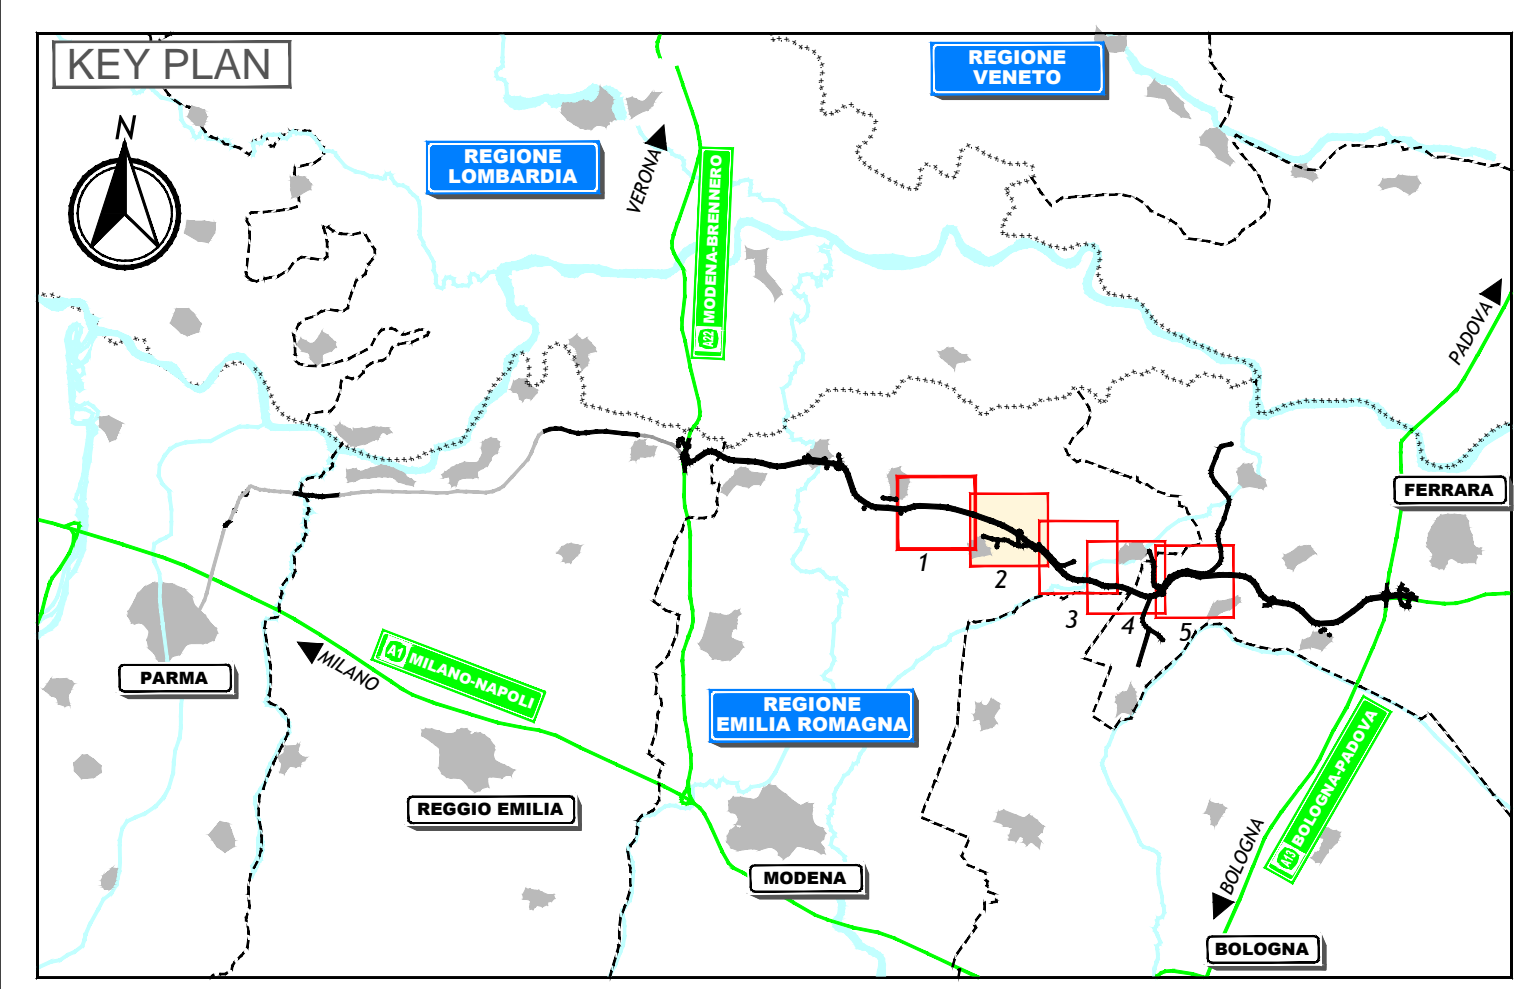 KEY PLAN
N
REGIONE
VENETO
REGIONE
LOMBARDIA
VERONA
A22 MODENA-BRENNERO
PADOVA
FERRARA
1
2
3
4
5
PARMA
MILANO
A1 MILANO-NAPOLI
REGIONE
EMILIA ROMAGNA
REGGIO EMILIA
MODENA
A13 BOLOGNA-PADOVA
BOLOGNA
BOLOGNA